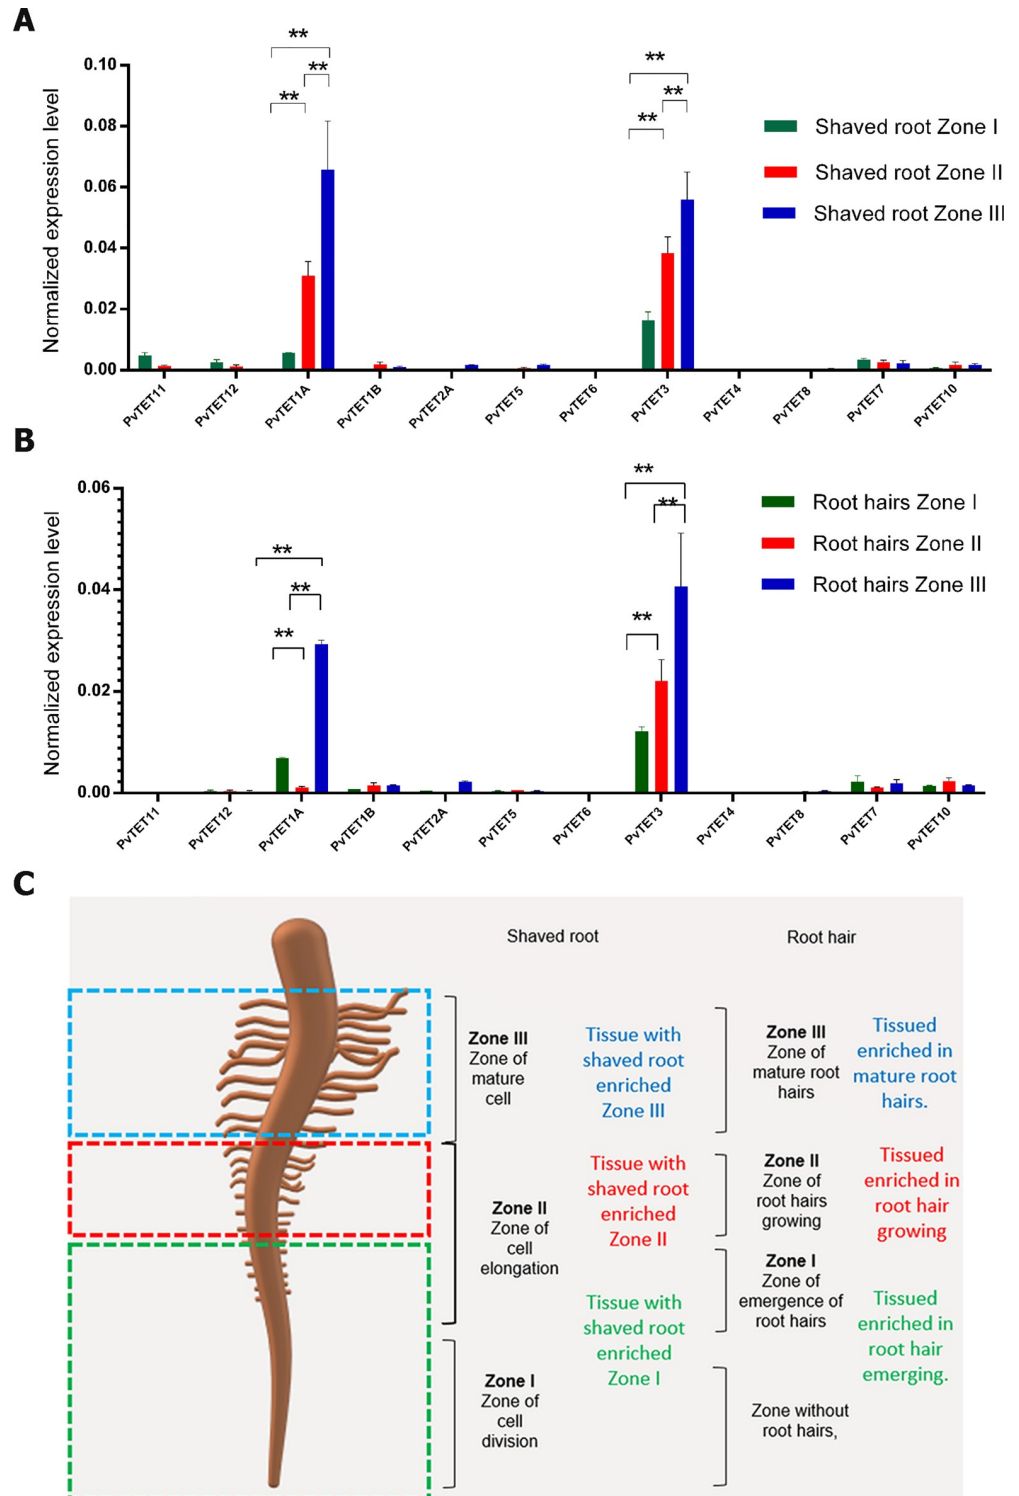 A
**
**
**
**
**
**
0.10
0.08
0.06
0.04
0.02
0.00
Normalized expression level
Shaved root Zone I
Shaved root Zone II
Shaved root Zone III
PvTET11
PvTET12
PvTET1A
PvTET1B
PvTET2A
PvTET5
PvTET6
PvTET3
PvTET4
PvTET8
PvTET7
PvTET10
B
**
**
**
**
**
**
0.06
0.04
0.02
0.00
Normalized expression level
Root hairs Zone I
Root hairs Zone II
Root hairs Zone III
PvTET11
PvTET12
PvTET1A
PvTET1B
PvTET2A
PvTET5
PvTET6
PvTET3
PvTET4
PvTET8
PvTET7
PvTET10
C
Shaved root
Root hair
Zone III
Zone of
mature
cell
Tissue with
shaved root
enriched
Zone III
Zone III
Zone of
mature root
hairs
Tissued
enriched in
mature root
hairs.
Zone II
Zone of
cell
elongation
Tissue with
shaved root
enriched
Zone II
Zone II
Zone of
root hairs
growing
Tissued
enriched in
root hair
growing
Zone I
Zone of
emergence of
root hairs
Tissue with
shaved root
enriched
Zone I
Tissued
enriched in
root hair
emerging.
Zone I
Zone of
cell
division
Zone without
root hairs,